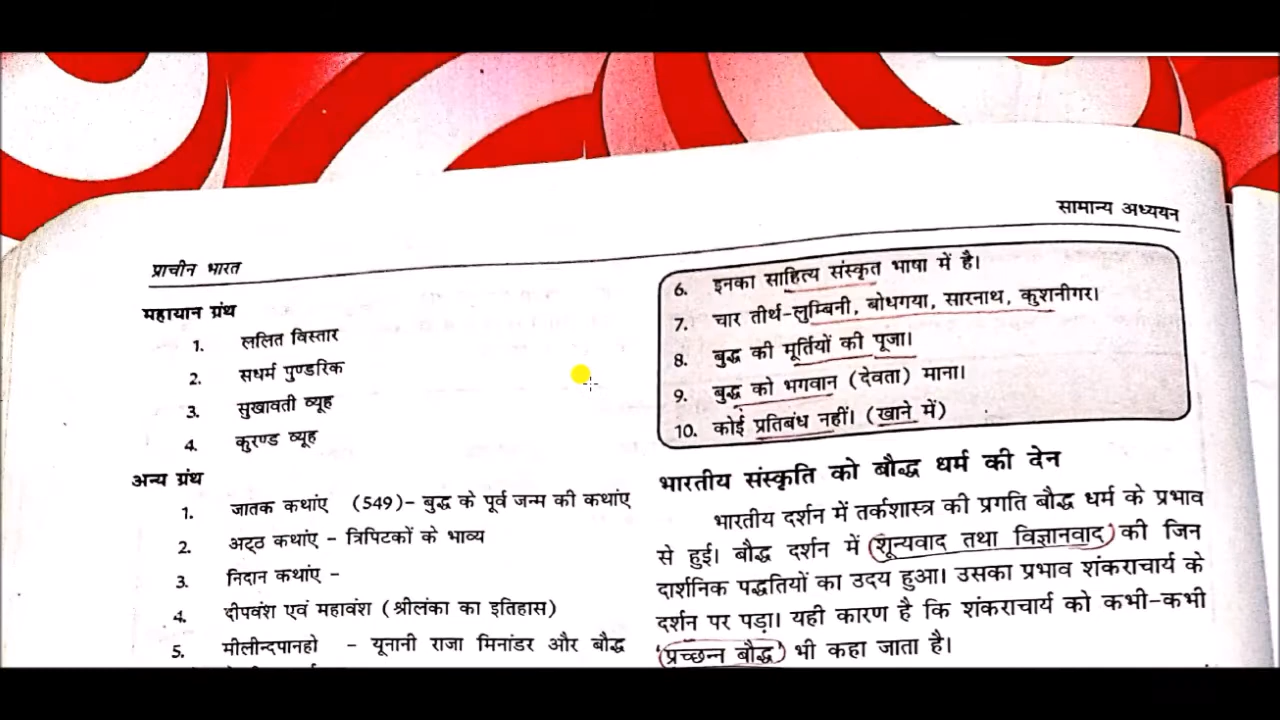 सामान्य अध्ययन
प्राचीन भारत
महायान ग्रंथ
1. ललित विस्तार
2. सधर्म पुण्डरिक
3. सुखावती व्यूह
4. कुरण्ड व्यूह
अन्य ग्रंथ
1. जातक कथांए (549)- बुद्ध के पूर्व जन्म की कथांए
2. अट्ठ कथांए - त्रिपिटकों के भाव्य
3. निदान कथांए -
4. दीपवंश एवं महावंश (श्रीलंका का इतिहास)
5. मीलीन्दपानहो - यूनानी राजा मिनांडर और बौद्ध
6. इनका साहित्य संस्कृत भाषा में है।
7. चार तीर्थ-लुम्बिनी, बोधगया, सारनाथ, कुशनीगर।
8. बुद्ध की मूर्तियों की पूजा।
9. बुद्ध को भगवान (देवता) माना।
10. कोई प्रतिबंध नहीं। (खाने में)
भारतीय संस्कृति को बौद्ध धर्म की देन
भारतीय दर्शन में तर्कशास्त्र की प्रगति बौद्ध धर्म के प्रभाव
से हुई। बौद्ध दर्शन में शून्यवाद तथा विज्ञानवाद की जिन
दार्शनिक पद्धतियों का उदय हुआ। उसका प्रभाव शंकराचार्य के
दर्शन पर पड़ा। यही कारण है कि शंकराचार्य को कभी-कभी
'प्रच्छन्न बौद्ध' भी कहा जाता है।